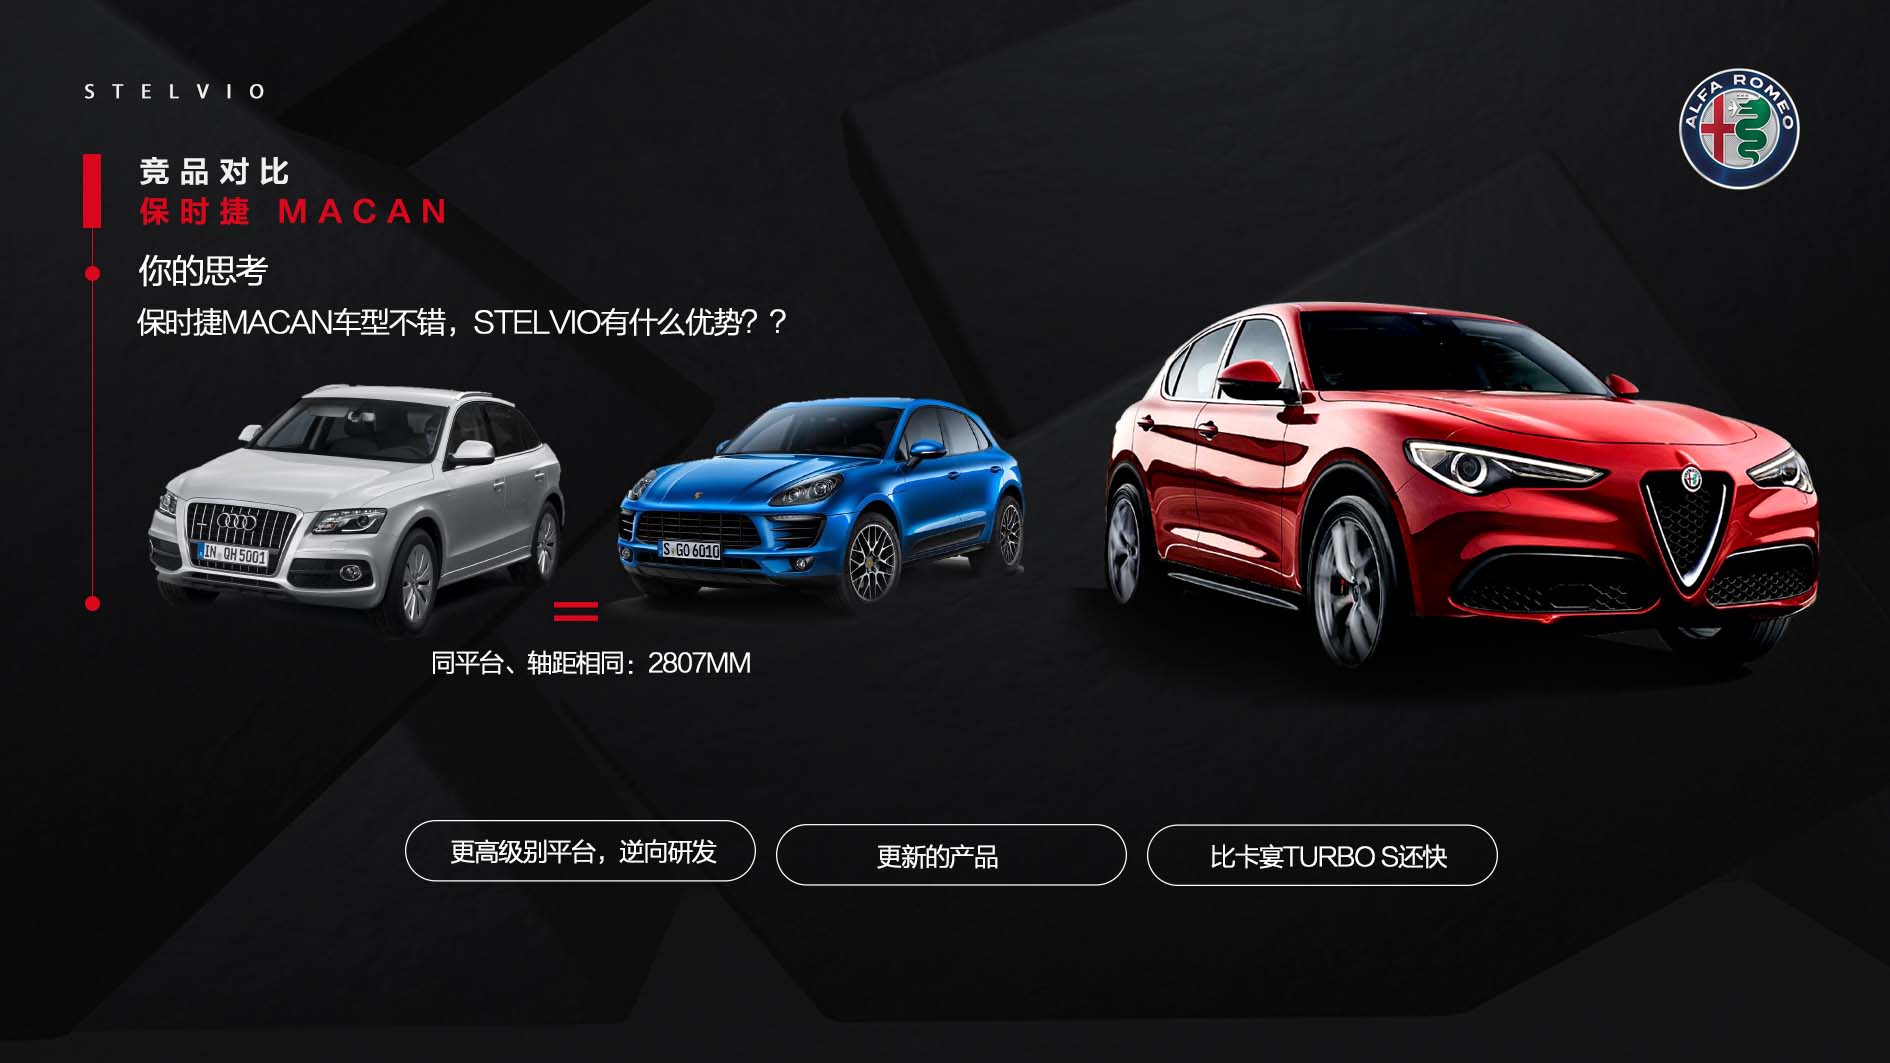 STELVIO
ALFA ROMEO
竞品对比
保时捷 MACAN
你的思考
保时捷MACAN车型不错，STELVIO有什么优势？？
IN QH 5001
S GO 6010
同平台、轴距相同：2807MM
更高级别平台，逆向研发
更新的产品
比卡宴TURBO S还快